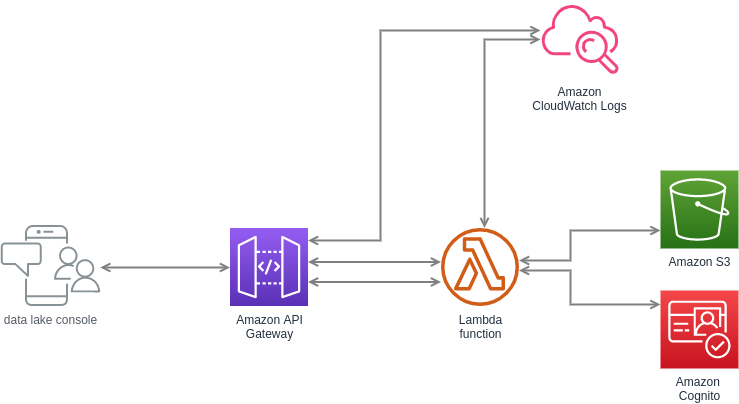 Amazon
CloudWatch Logs
Amazon S3
data lake console
Amazon API
Gateway
Lambda
function
Amazon
Cognito